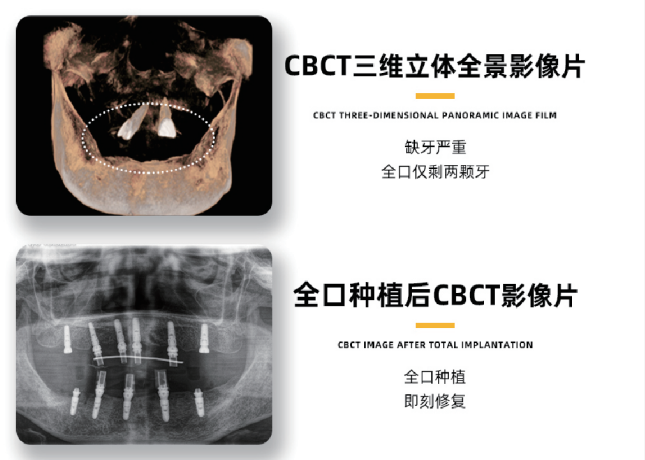 CBCT三维立体全景影像片
CBCT THREE-DIMENSIONAL PANORAMIC IMAGE FILM
缺牙严重
全口仅剩两颗牙
全口种植后CBCT影像片
CBCT IMAGE AFTER TOTAL IMPLANTATION
全口种植
即刻修复